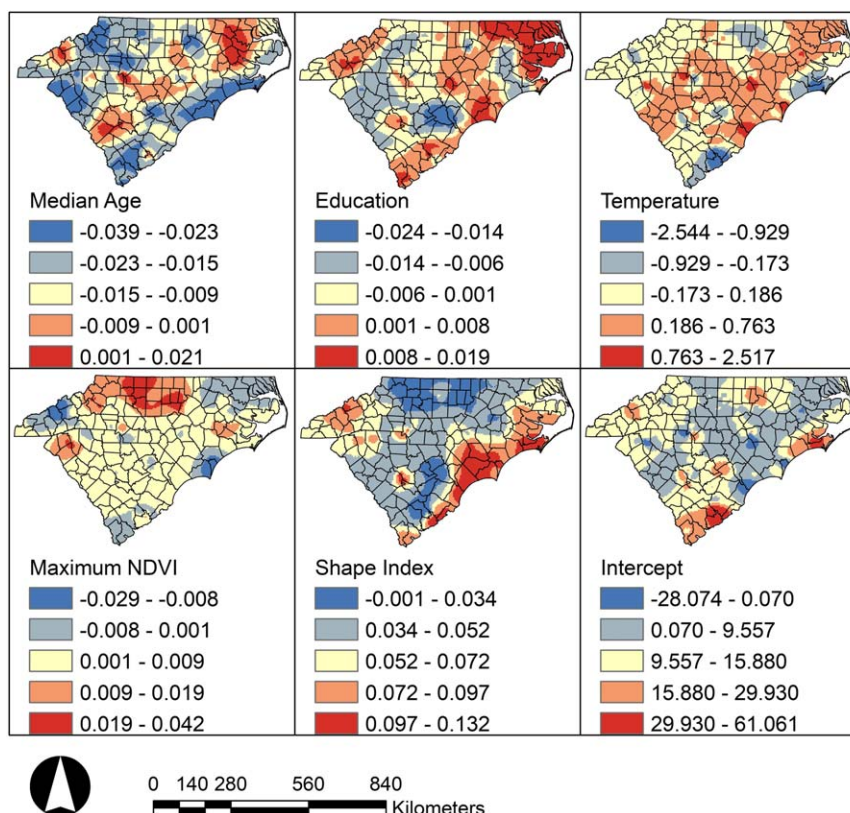 Median Age
-0.039 - -0.023
-0.023 - -0.015
-0.015 - -0.009
-0.009 - 0.001
0.001 - 0.021
Education
-0.024 - -0.014
-0.014 - -0.006
-0.006 - 0.001
0.001 - 0.008
0.008 - 0.019
Temperature
-2.544 - -0.929
-0.929 - -0.173
-0.173 - 0.186
0.186 - 0.763
0.763 - 2.517
Maximum NDVI
-0.029 - -0.008
-0.008 - 0.001
0.001 - 0.009
0.009 - 0.019
0.019 - 0.042
Shape Index
-0.001 - 0.034
0.034 - 0.052
0.052 - 0.072
0.072 - 0.097
0.097 - 0.132
Intercept
-28.074 - 0.070
0.070 - 9.557
9.557 - 15.880
15.880 - 29.930
29.930 - 61.061
0 140 280 560 840
Kilometers